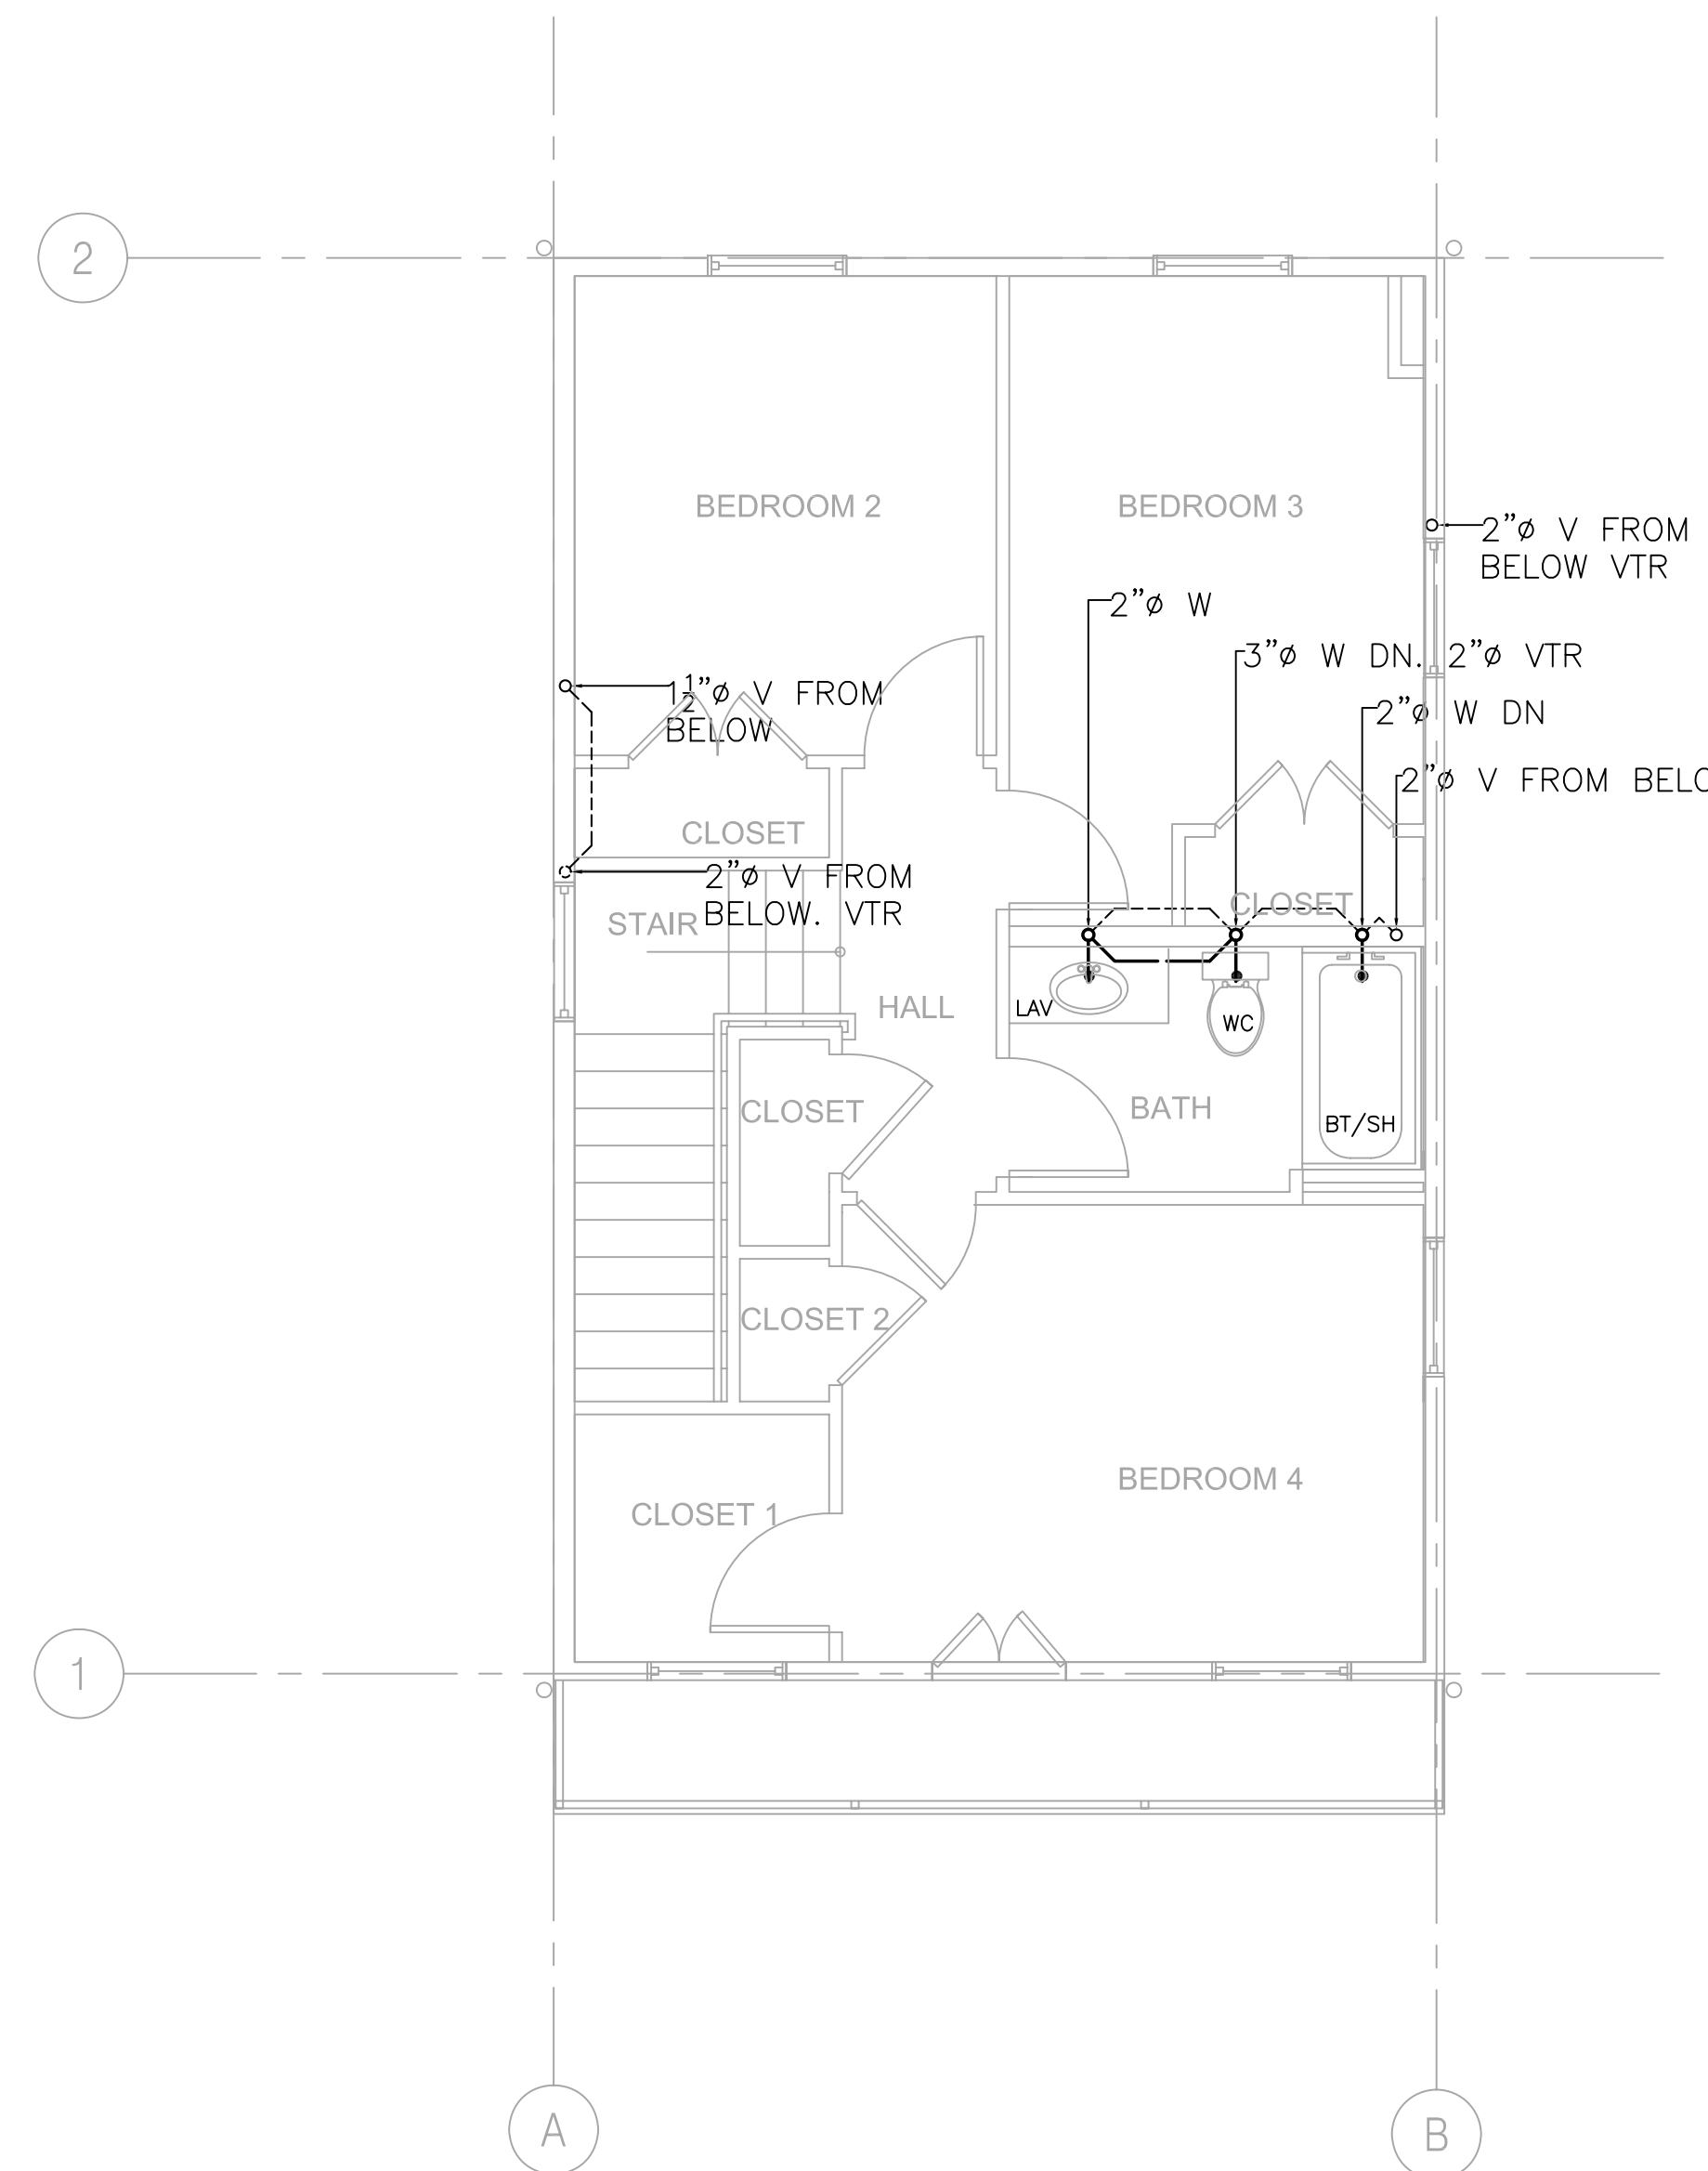 2
BEDROOM 2
BEDROOM 3
2"ø V FROM
BELOW VTR
2"ø W
3"ø W DN. 2"ø VTR
1½"ø V FROM
BELOW
2"ø W DN
2"ø V FROM BELO
CLOSET
2"ø V FROM
BELOW. VTR
CLOSET
STAIR
HALL
LAV
WC
CLOSET
BATH
BT/SH
CLOSET 2
BEDROOM 4
CLOSET 1
1
A
B